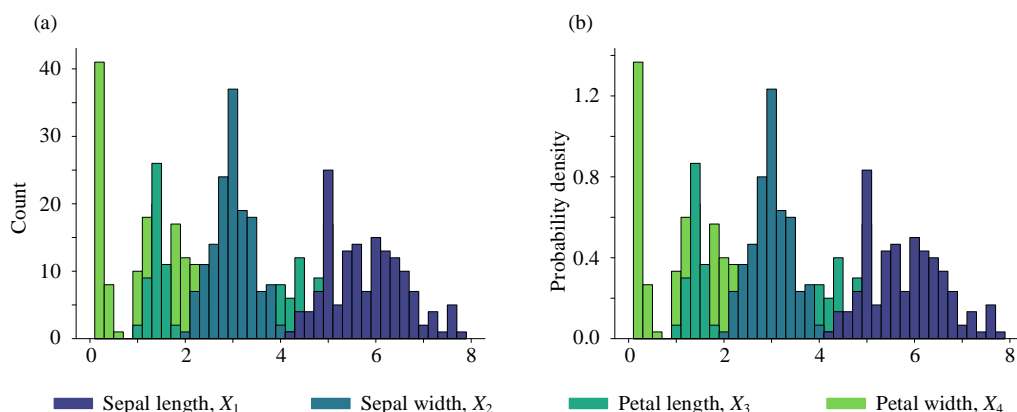 (a)
Count
40
30
20
10
0
0
2
4
6
8
(b)
Probability density
1.2
0.8
0.4
0.0
0
2
4
6
8
Sepal length, X1
Sepal width, X2
Petal length, X3
Petal width, X4